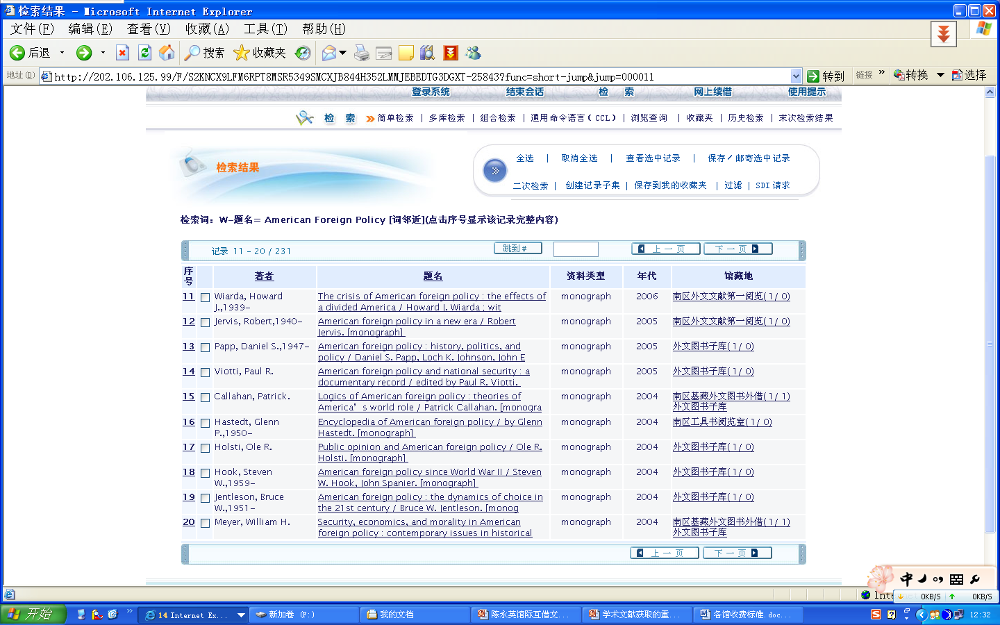 检索结果 - Microsoft Internet Explorer
文件(F) 编辑(E) 查看(V) 收藏(A) 工具(T) 帮助(H)
后退 搜索 收藏夹
地址(D) http://202.106.125.99/F/S2KNCX9LFM6RPT8MSR5349SMCXJB844H352LMMJEBEDTG3DGXT-25843?func=short-jump&jump=000011 转到 链接 » 转换 选择
登录系统 结束会话 检 索 网上续借 使用提示
检 索 简单检索 | 多库检索 | 组合检索 | 通用命令语言(CCL) | 浏览查询 | 收藏夹 | 历史检索 | 末次检索结果
检索结果
全选 | 取消全选 | 查看选中记录 | 保存/邮寄选中记录
二次检索 | 创建记录子集 | 保存到我的收藏夹 | 过滤 | SDI 请求
检索词：W-题名= American Foreign Policy [词邻近](点击序号显示该记录完整内容)
记录 11 - 20 / 231 跳到# 上一页 下一页
序号 著者 题名 资料类型 年代 馆藏地
11 Wiarda, Howard The crisis of American foreign policy : the effects of monograph 2006 南区外文文献第一阅览(1/ 0)
J.,1939- a divided America / Howard J. Wiarda ; wit
12 Jervis, Robert,1940- American foreign policy in a new era / Robert monograph 2005 南区外文文献第一阅览(1/ 0)
Jervis. [monograph]
13 Papp, Daniel S.,1947- American foreign policy : history, politics, and monograph 2005 外文图书子库(1/ 0)
policy / Daniel S. Papp, Loch K. Johnson, John E
14 Viotti, Paul R. American foreign policy and national security : a monograph 2005 外文图书子库(1/ 0)
documentary record / edited by Paul R. Viotti.
15 Callahan, Patrick. Logics of American foreign policy : theories of monograph 2004 南区基藏外文图书外借(1/ 1)
America’s world role / Patrick Callahan. [monogra 外文图书子库
16 Hastedt, Glenn Encyclopedia of American foreign policy / by Glenn monograph 2004 南区工具书阅览室(1/ 0)
P.,1950- Hastedt. [monograph]
17 Holsti, Ole R. Public opinion and American foreign policy / Ole R. monograph 2004 外文图书子库(1/ 0)
Holsti. [monograph]
18 Hook, Steven American foreign policy since World War II / Steven monograph 2004 外文图书子库(1/ 0)
W.,1959- W. Hook, John Spanier. [monograph]
19 Jentleson, Bruce American foreign policy : the dynamics of choice in monograph 2004 外文图书子库(1/ 0)
W.,1951- the 21st century / Bruce W. Jentleson. [monog
20 Meyer, William H. Security, economics, and morality in American monograph 2004 南区基藏外文图书外借(1/ 1)
foreign policy : contemporary issues in historical 外文图书子库
上一页 下一页
中
Inte 0KB/S 0KB/S
开始 » 14 Internet Ex... 新加卷 (F:) 我的文档 陈永英馆际互借文... 学术文献获取的重... 各馆收费标准.doc... 12:32